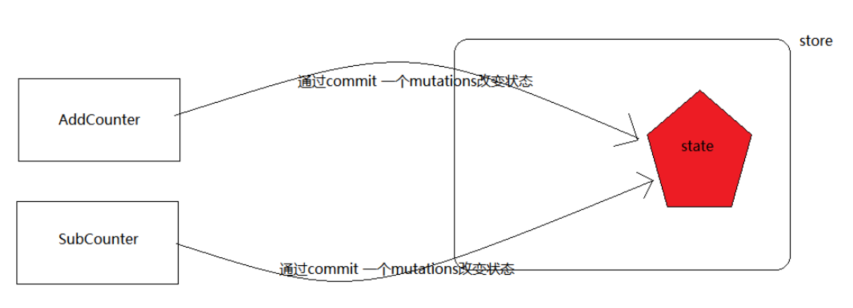 store
通过commit 一个mutations改变状态
AddCounter
state
SubCounter
通过commit 一个mutations改变状态